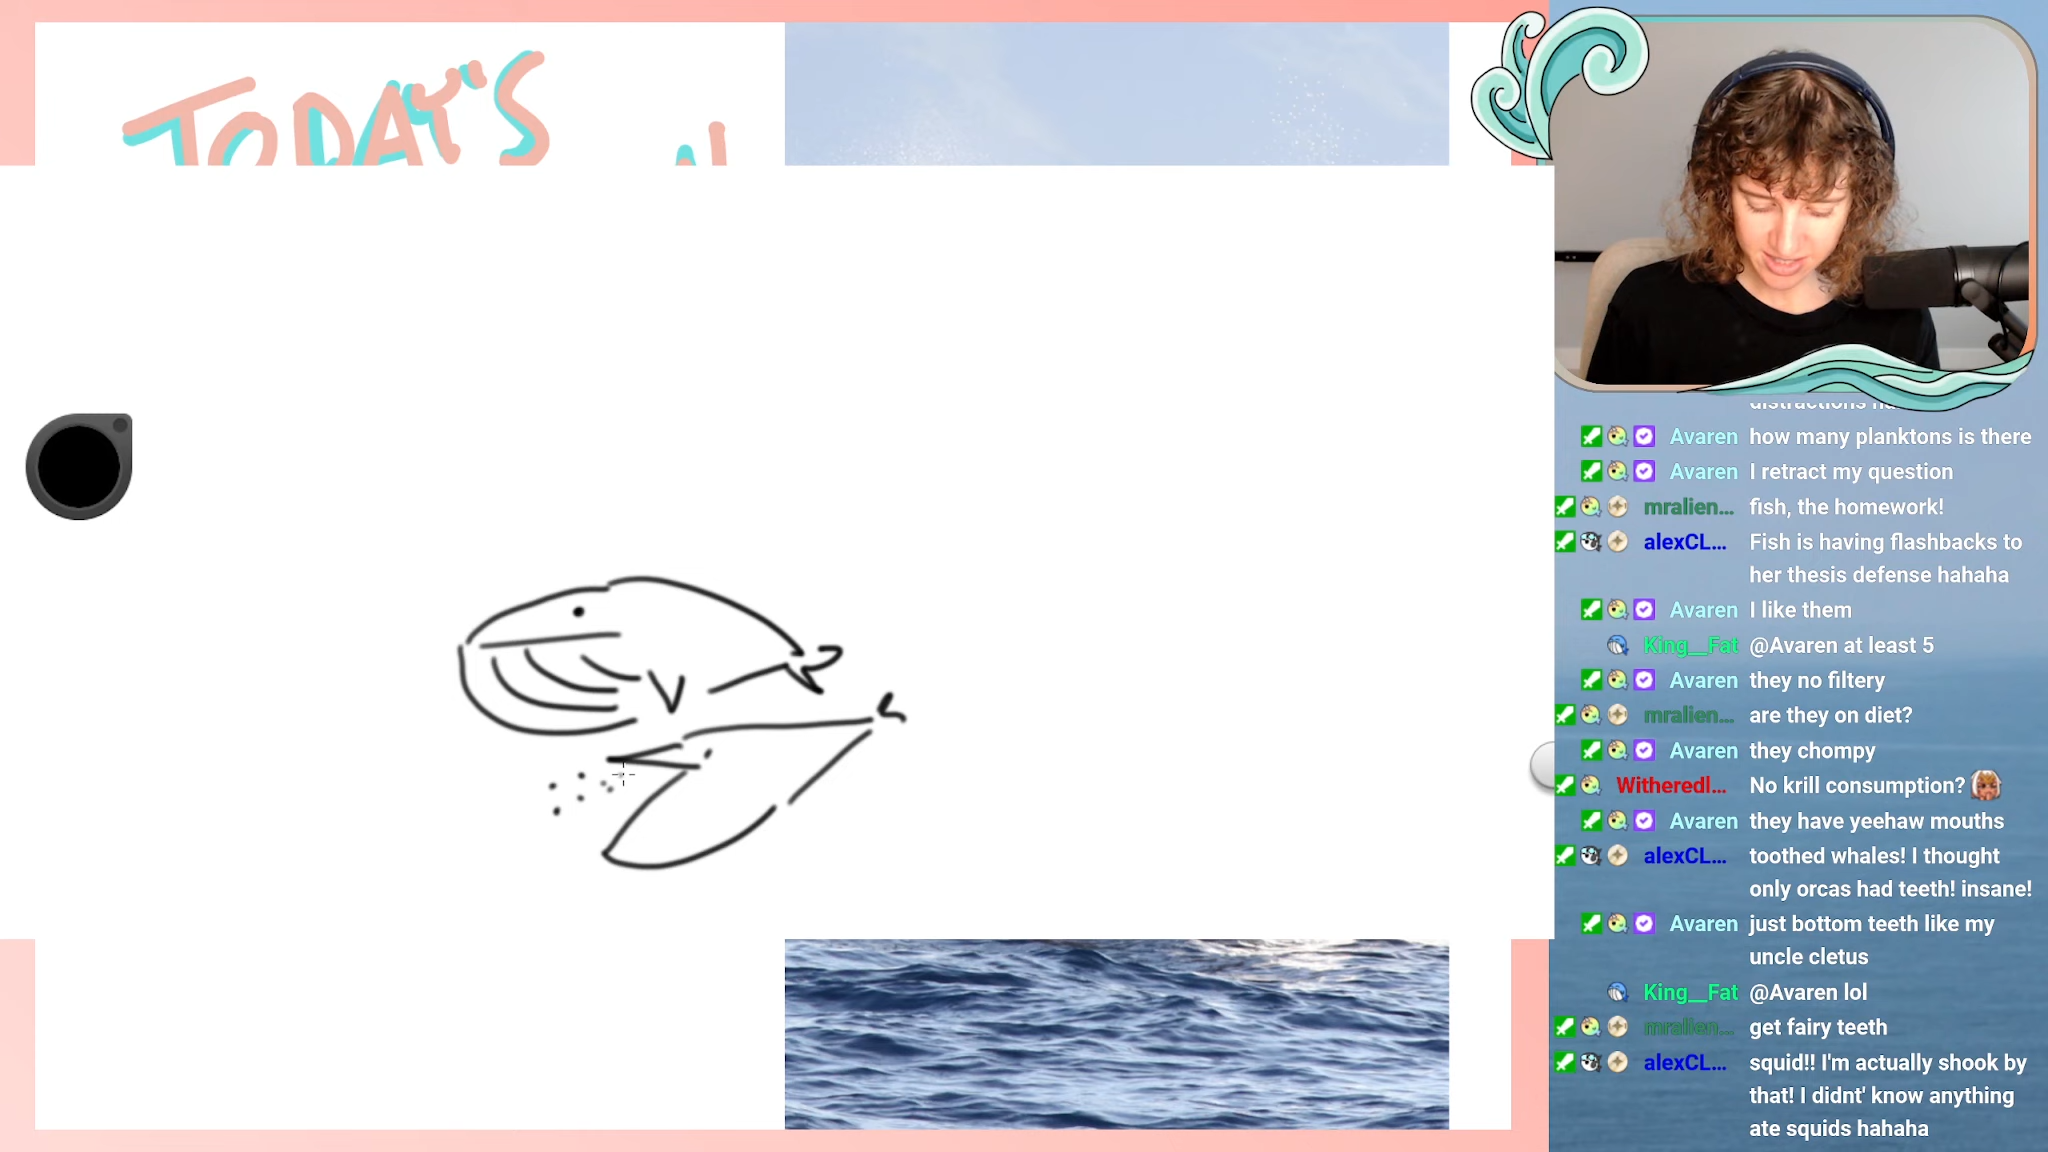 TODAY'S
Avaren how many planktons is there
Avaren I retract my question
mralien... fish, the homework!
alexCL... Fish is having flashbacks to
her thesis defense hahaha
Avaren I like them
King__Fat @Avaren at least 5
Avaren they no filtery
mralien... are they on diet?
Avaren they chompy
Witheredl... No krill consumption?
Avaren they have yeehaw mouths
alexCL... toothed whales! I thought
only orcas had teeth! insane!
Avaren just bottom teeth like my
uncle cletus
King__Fat @Avaren lol
mralien... get fairy teeth
alexCL... squid!! I'm actually shook by
that! I didnt' know anything
ate squids hahaha